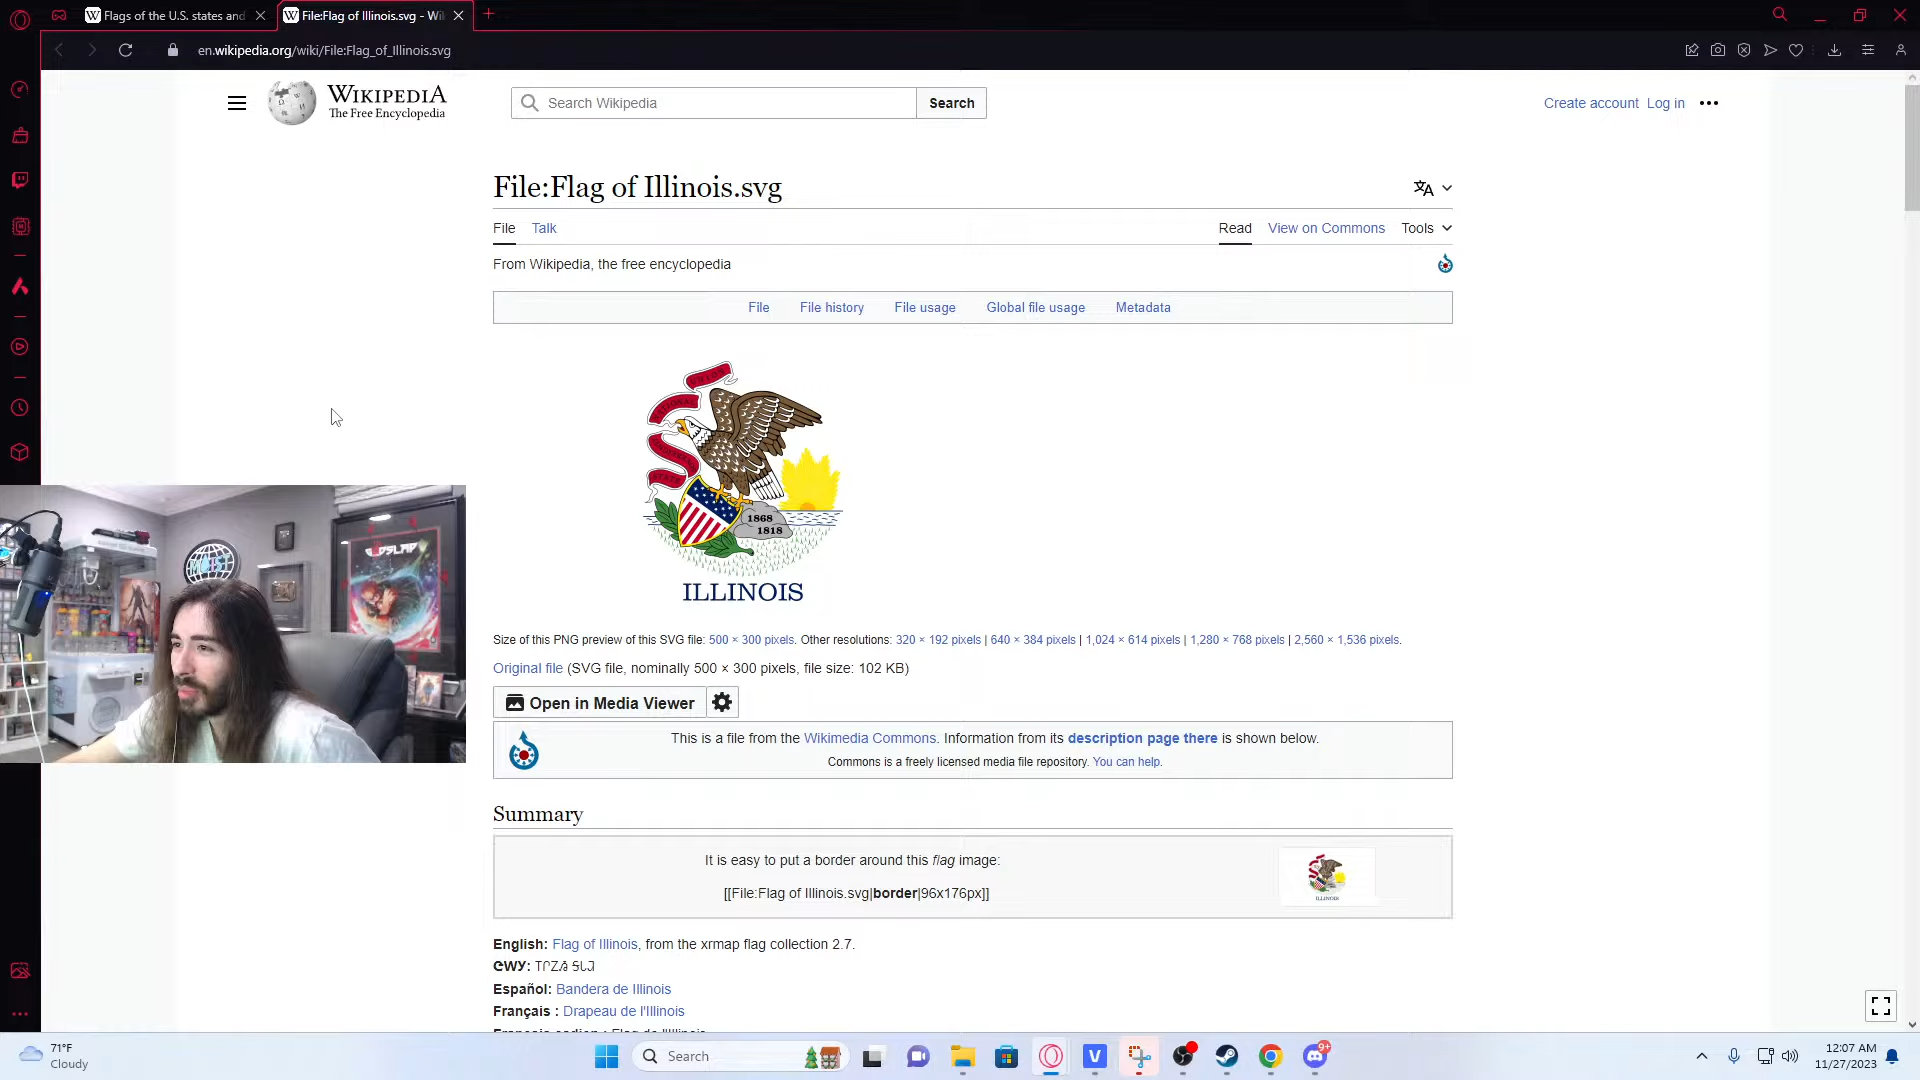 Flags of the U.S. states and
File:Flag of Illinois.svg - Wi
en.wikipedia.org/wiki/File:Flag_of_Illinois.svg
WIKIPEDIA
The Free Encyclopedia
Search Wikipedia
Search
Create account Log in
File:Flag of Illinois.svg
File Talk
Read View on Commons Tools
From Wikipedia, the free encyclopedia
File File history File usage Global file usage Metadata
UNION
NATIONAL
STATE
1868
1818
ILLINOIS
Size of this PNG preview of this SVG file: 500 × 300 pixels. Other resolutions: 320 × 192 pixels | 640 × 384 pixels | 1,024 × 614 pixels | 1,280 × 768 pixels | 2,560 × 1,536 pixels.
Original file (SVG file, nominally 500 × 300 pixels, file size: 102 KB)
Open in Media Viewer
This is a file from the Wikimedia Commons. Information from its description page there is shown below.
Commons is a freely licensed media file repository. You can help.
Summary
It is easy to put a border around this flag image:
[[File:Flag of Illinois.svg|border|96x176px]]
ILLINOIS
English: Flag of Illinois, from the xrmap flag collection 2.7.
Español: Bandera de Illinois
Français : Drapeau de l'Illinois
MOIST
GODSLAP
71°F
Cloudy
Search
9+
12:07 AM
11/27/2023